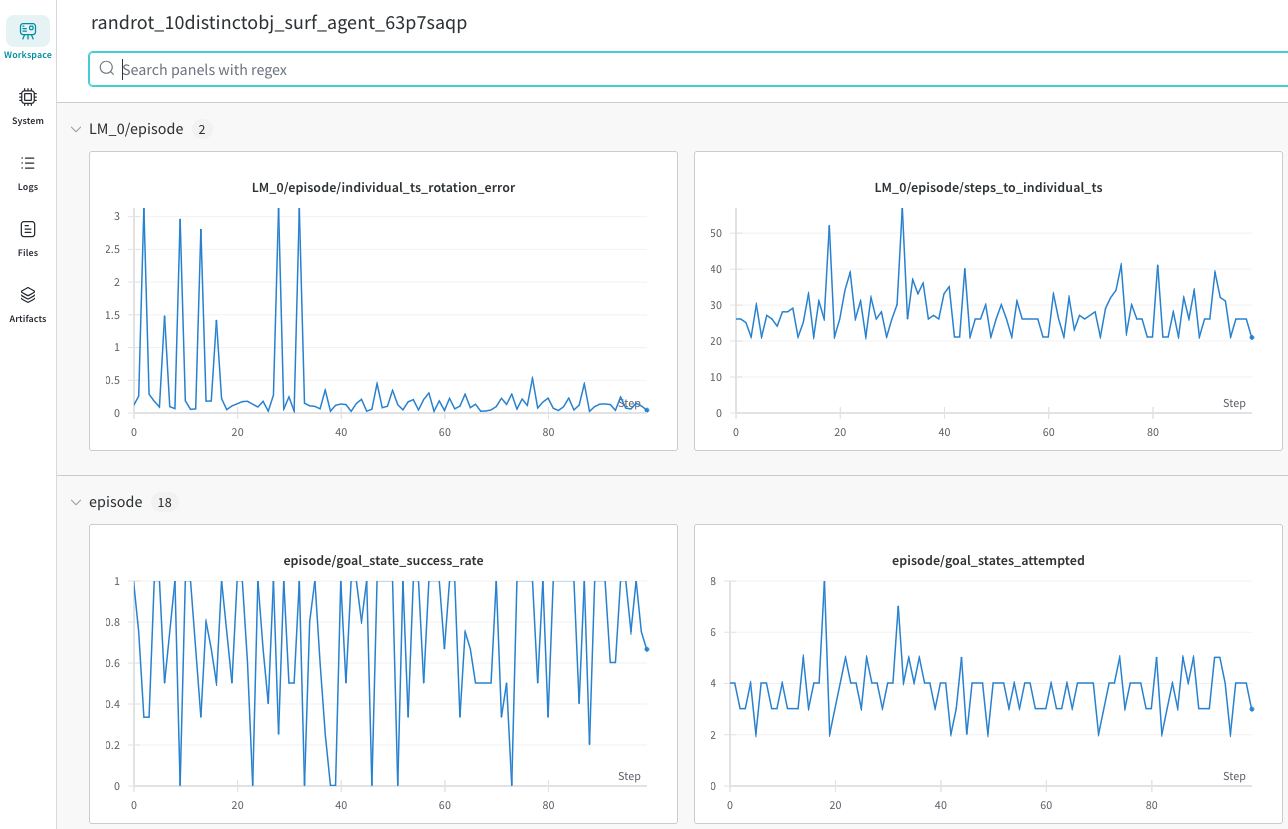 randrot_10distinctobj_surf_agent_63p7saqp
Workspace
Search panels with regex
System
Logs
Files
Artifacts
LM_0/episode 2
LM_0/episode/individual_ts_rotation_error
3
2.5
2
1.5
1
0.5
0
Step
0 20 40 60 80
LM_0/episode/steps_to_individual_ts
50
40
30
20
10
0
Step
0 20 40 60 80
episode 18
episode/goal_state_success_rate
1
0.8
0.6
0.4
0.2
0
Step
0 20 40 60 80
episode/goal_states_attempted
8
6
4
2
0
Step
0 20 40 60 80